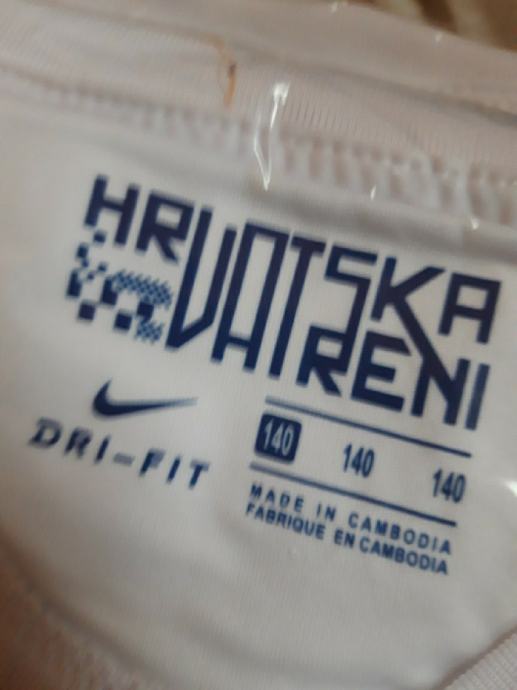 HRVATSKA
VATRENI
DRI-FIT
140 140 140
MADE IN CAMBODIA
FABRIQUE EN CAMBODIA